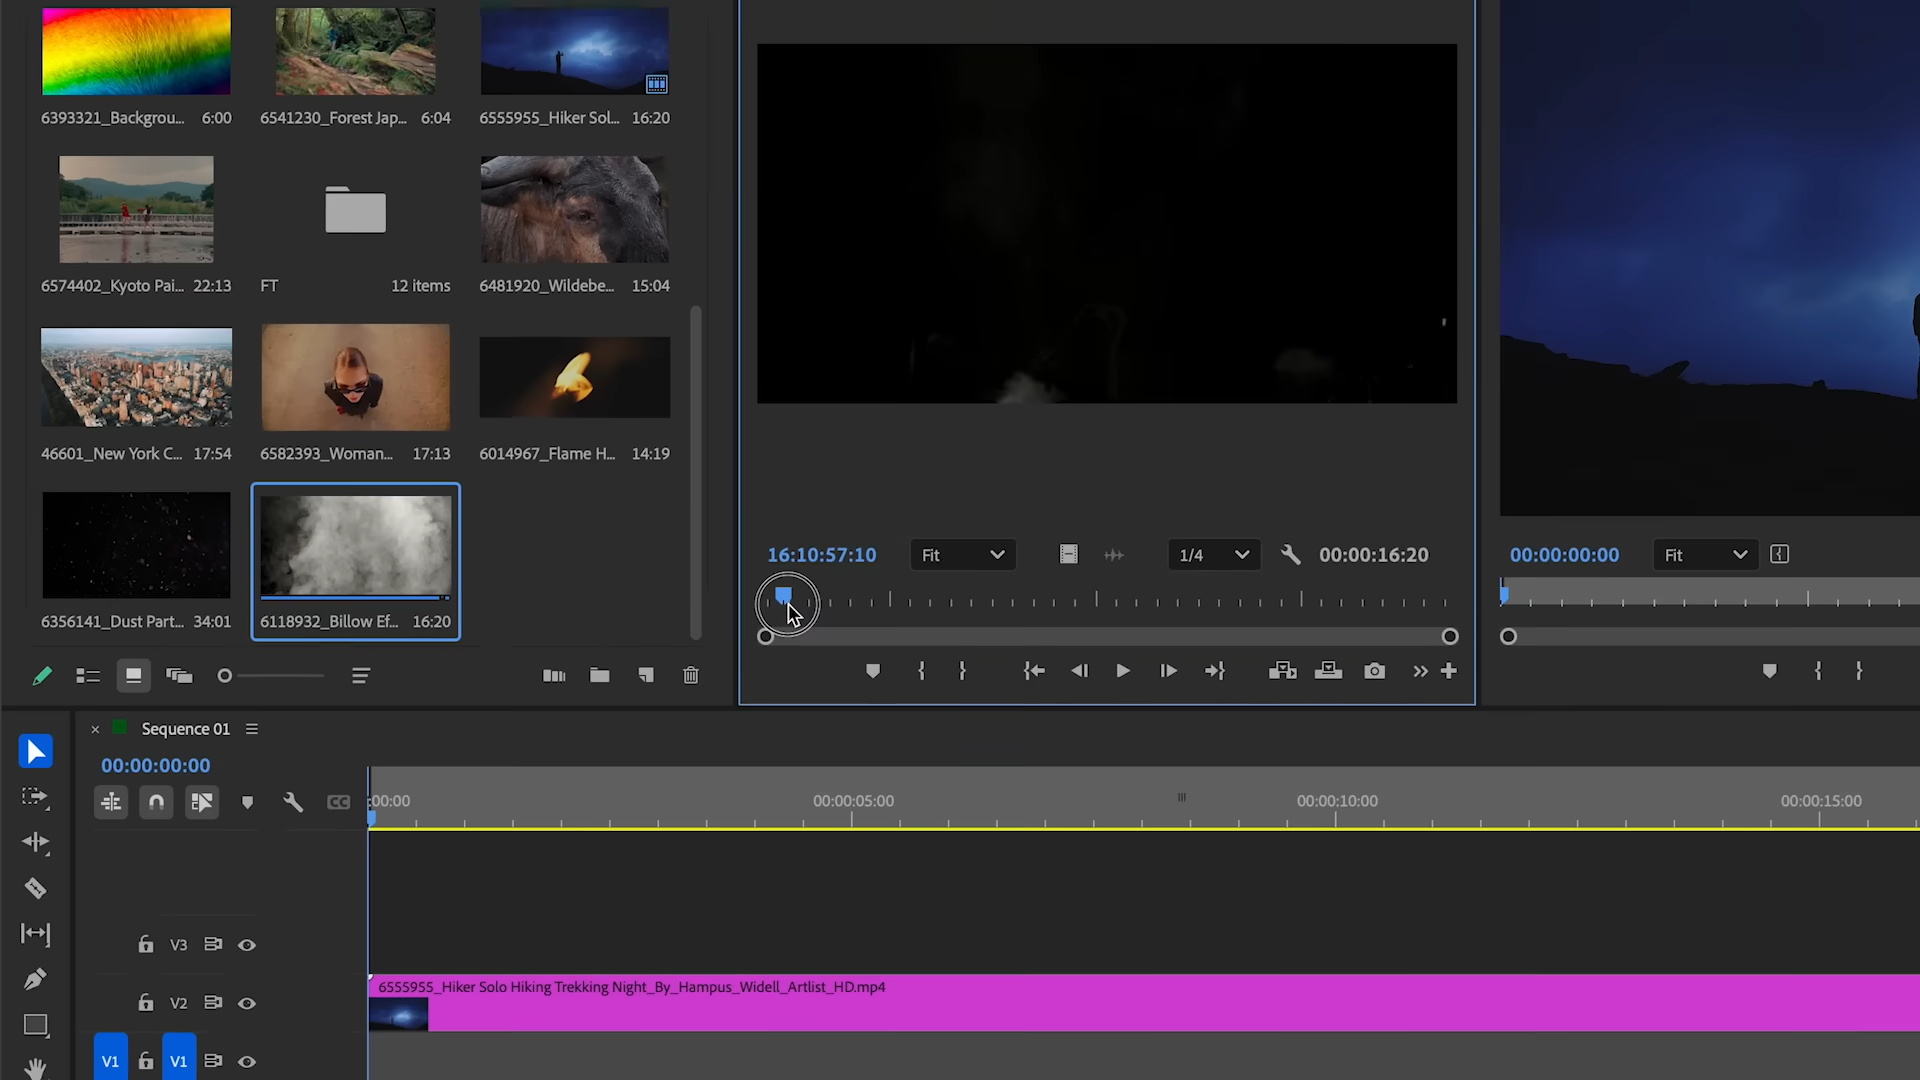 6393321_Backgrou... 6:00
6541230_Forest Jap... 6:04
6555955_Hiker Sol... 16:20
6574402_Kyoto Pai... 22:13
FT 12 items
6481920_Wildebe... 15:04
46601_New York C... 17:54
6582393_Woman... 17:13
6014967_Flame H... 14:19
6356141_Dust Part... 34:01
6118932_Billow Ef... 16:20
16:10:57:10 Fit 1/4 00:00:16:20
00:00:00:00 Fit
Sequence 01
00:00:00:00
CC
:00:00 00:00:05:00 00:00:10:00 00:00:15:00
V3
6555955_Hiker Solo Hiking Trekking Night_By_Hampus_Widell_Artlist_HD.mp4
V2
V1 V1